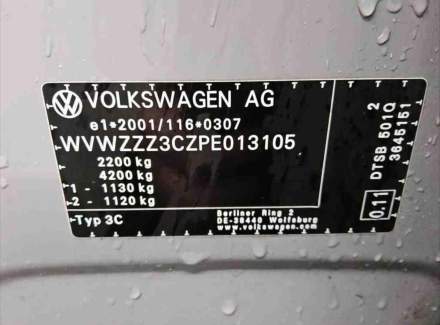 VOLKSWAGEN AG
e1*2001/116*0307
WVWZZZ3CZPE013105
2200 kg
4200 kg
1 - 1130 kg
2 - 1120 kg
Typ 3C
Berliner Ring 2
DE-38440 Wolfsburg
www.volkswagen.com
0.11
DTSB 501Q 2
3645151